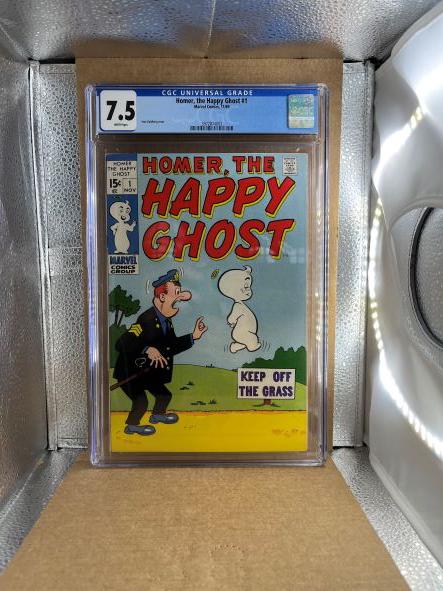 CGC UNIVERSAL GRADE
7.5
Homer, the Happy Ghost #1
Marvel Comics, 11/69
HOMER
THE HAPPY
GHOST
15¢
1
NOV
MARVEL
COMICS
GROUP
HOMER, THE
HAPPY
GHOST
KEEP OFF
THE GRASS